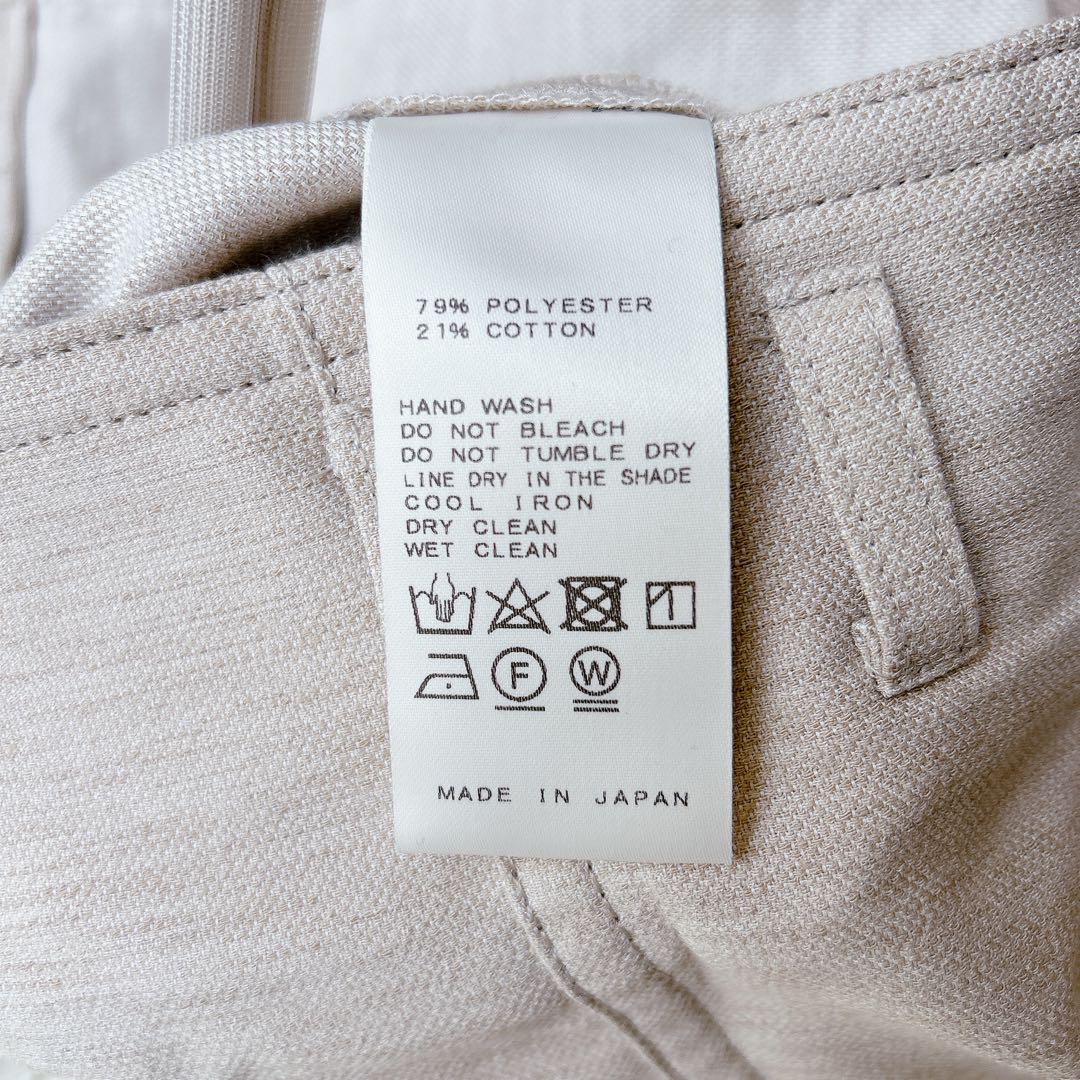 79% POLYESTER
21% COTTON
HAND WASH
DO NOT BLEACH
DO NOT TUMBLE DRY
LINE DRY IN THE SHADE
COOL IRON
DRY CLEAN
WET CLEAN
F W
MADE IN JAPAN